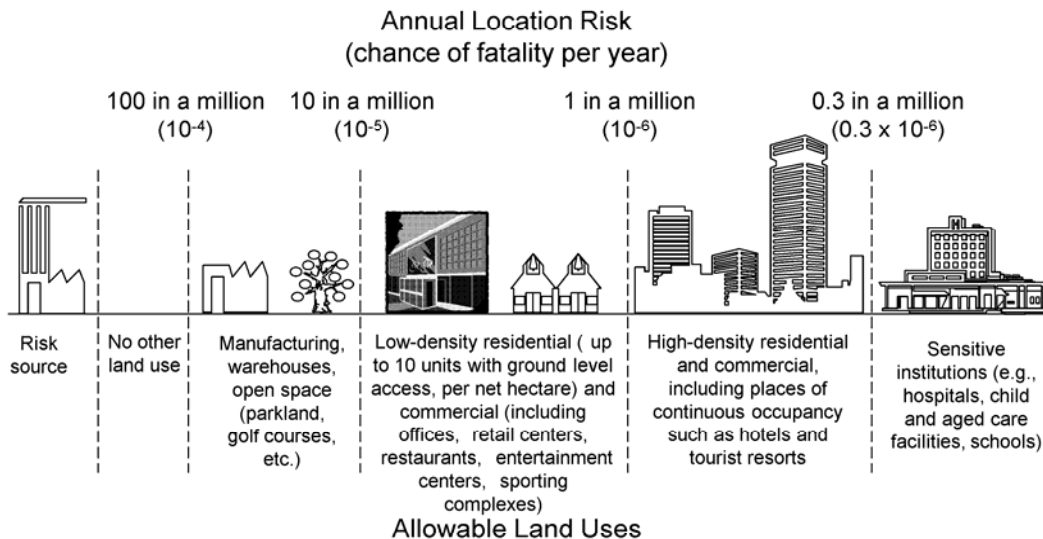 Annual Location Risk
(chance of fatality per year)
100 in a million
(10⁻⁴)
10 in a million
(10⁻⁵)
1 in a million
(10⁻⁶)
0.3 in a million
(0.3 x 10⁻⁶)
H
Risk
source
No other
land use
Manufacturing,
warehouses,
open space
(parkland,
golf courses,
etc.)
Low-density residential ( up
to 10 units with ground level
access, per net hectare) and
commercial (including
offices, retail centers,
restaurants, entertainment
centers, sporting
complexes)
High-density residential
and commercial,
including places of
continuous occupancy
such as hotels and
tourist resorts
Sensitive
institutions (e.g.,
hospitals, child
and aged care
facilities, schools)
Allowable Land Uses